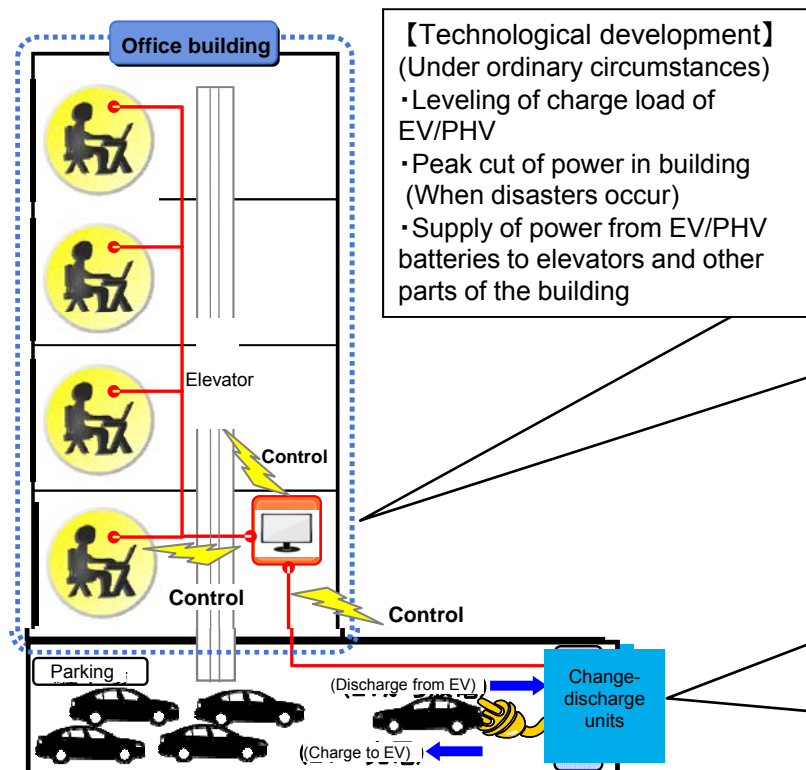 Office building
【Technological development】
(Under ordinary circumstances)
・Leveling of charge load of
EV/PHV
・Peak cut of power in building
(When disasters occur)
・Supply of power from EV/PHV
batteries to elevators and other
parts of the building
Elevator
Control
Control
Control
Parking
(Discharge from EV)
(Charge to EV)
Change-
discharge
units